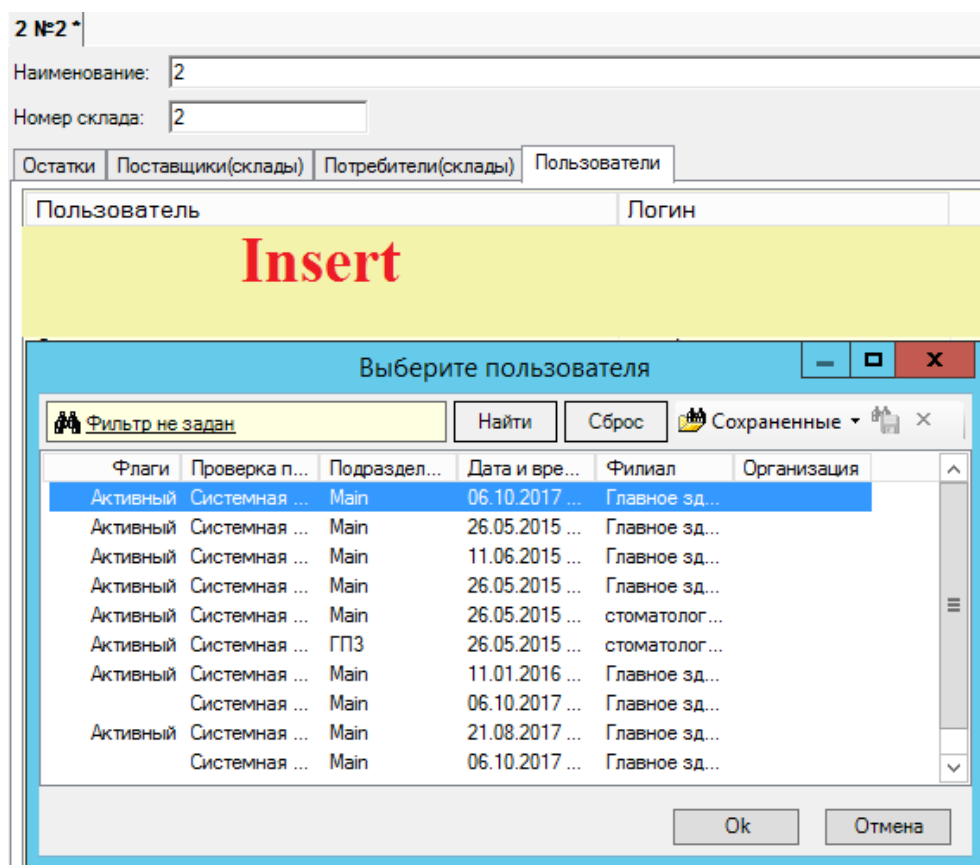 2 №2 *
Наименование: 2
Номер склада: 2
Остатки Поставщики(склады) Потребители(склады) Пользователи
Пользователь Логин
Insert
Выберите пользователя
Фильтр не задан Найти Сброс Сохраненные
Флаги Проверка п... Подраздел... Дата и вре... Филиал Организация
Активный Системная ... Main 06.10.2017 ... Главное зд...
Активный Системная ... Main 26.05.2015 ... Главное зд...
Активный Системная ... Main 11.06.2015 ... Главное зд...
Активный Системная ... Main 26.05.2015 ... Главное зд...
Активный Системная ... Main 26.05.2015 ... стоматолог...
Активный Системная ... ГПЗ 26.05.2015 ... стоматолог...
Активный Системная ... Main 11.01.2016 ... Главное зд...
Системная ... Main 06.10.2017 ... Главное зд...
Активный Системная ... Main 21.08.2017 ... Главное зд...
Системная ... Main 06.10.2017 ... Главное зд...
Ok Отмена